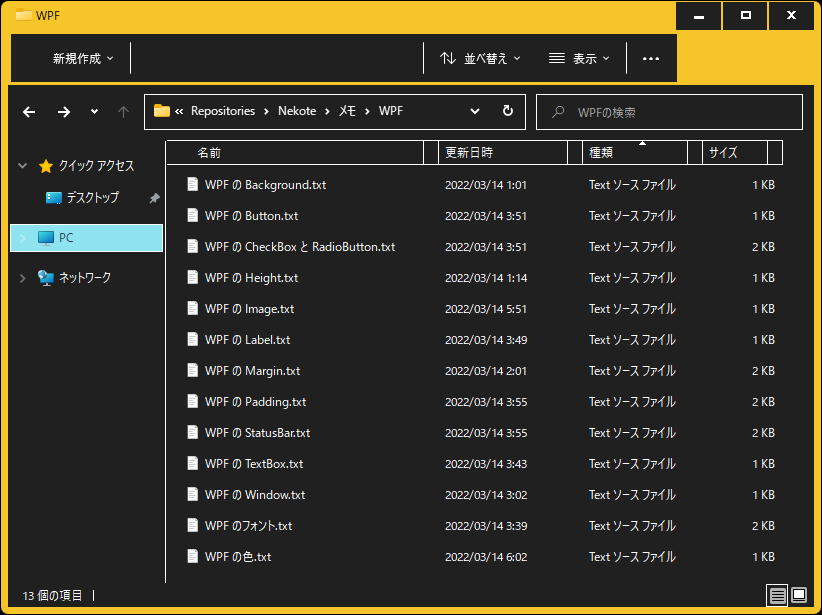 WPF
新規作成 並べ替え 表示
« Repositories › Nekote › メモ › WPF WPFの検索
クイック アクセス
デスクトップ
PC
ネットワーク
名前 更新日時 種類 サイズ
WPF の Background.txt 2022/03/14 1:01 Text ソース ファイル 1 KB
WPF の Button.txt 2022/03/14 3:51 Text ソース ファイル 1 KB
WPF の CheckBox と RadioButton.txt 2022/03/14 3:51 Text ソース ファイル 2 KB
WPF の Height.txt 2022/03/14 1:14 Text ソース ファイル 1 KB
WPF の Image.txt 2022/03/14 5:51 Text ソース ファイル 1 KB
WPF の Label.txt 2022/03/14 3:49 Text ソース ファイル 1 KB
WPF の Margin.txt 2022/03/14 2:01 Text ソース ファイル 2 KB
WPF の Padding.txt 2022/03/14 3:55 Text ソース ファイル 2 KB
WPF の StatusBar.txt 2022/03/14 3:55 Text ソース ファイル 2 KB
WPF の TextBox.txt 2022/03/14 3:43 Text ソース ファイル 1 KB
WPF の Window.txt 2022/03/14 3:02 Text ソース ファイル 1 KB
WPF のフォント.txt 2022/03/14 3:39 Text ソース ファイル 2 KB
WPF の色.txt 2022/03/14 6:02 Text ソース ファイル 1 KB
13 個の項目